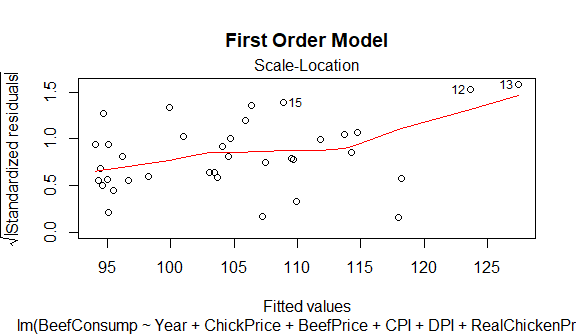 First Order Model
Scale-Location
√|Standardized residuals|
0.0 0.5 1.0 1.5
15
12
13
95 100 105 110 115 120 125
Fitted values
lm(BeefConsump ~ Year + ChickPrice + BeefPrice + CPI + DPI + RealChickenPr